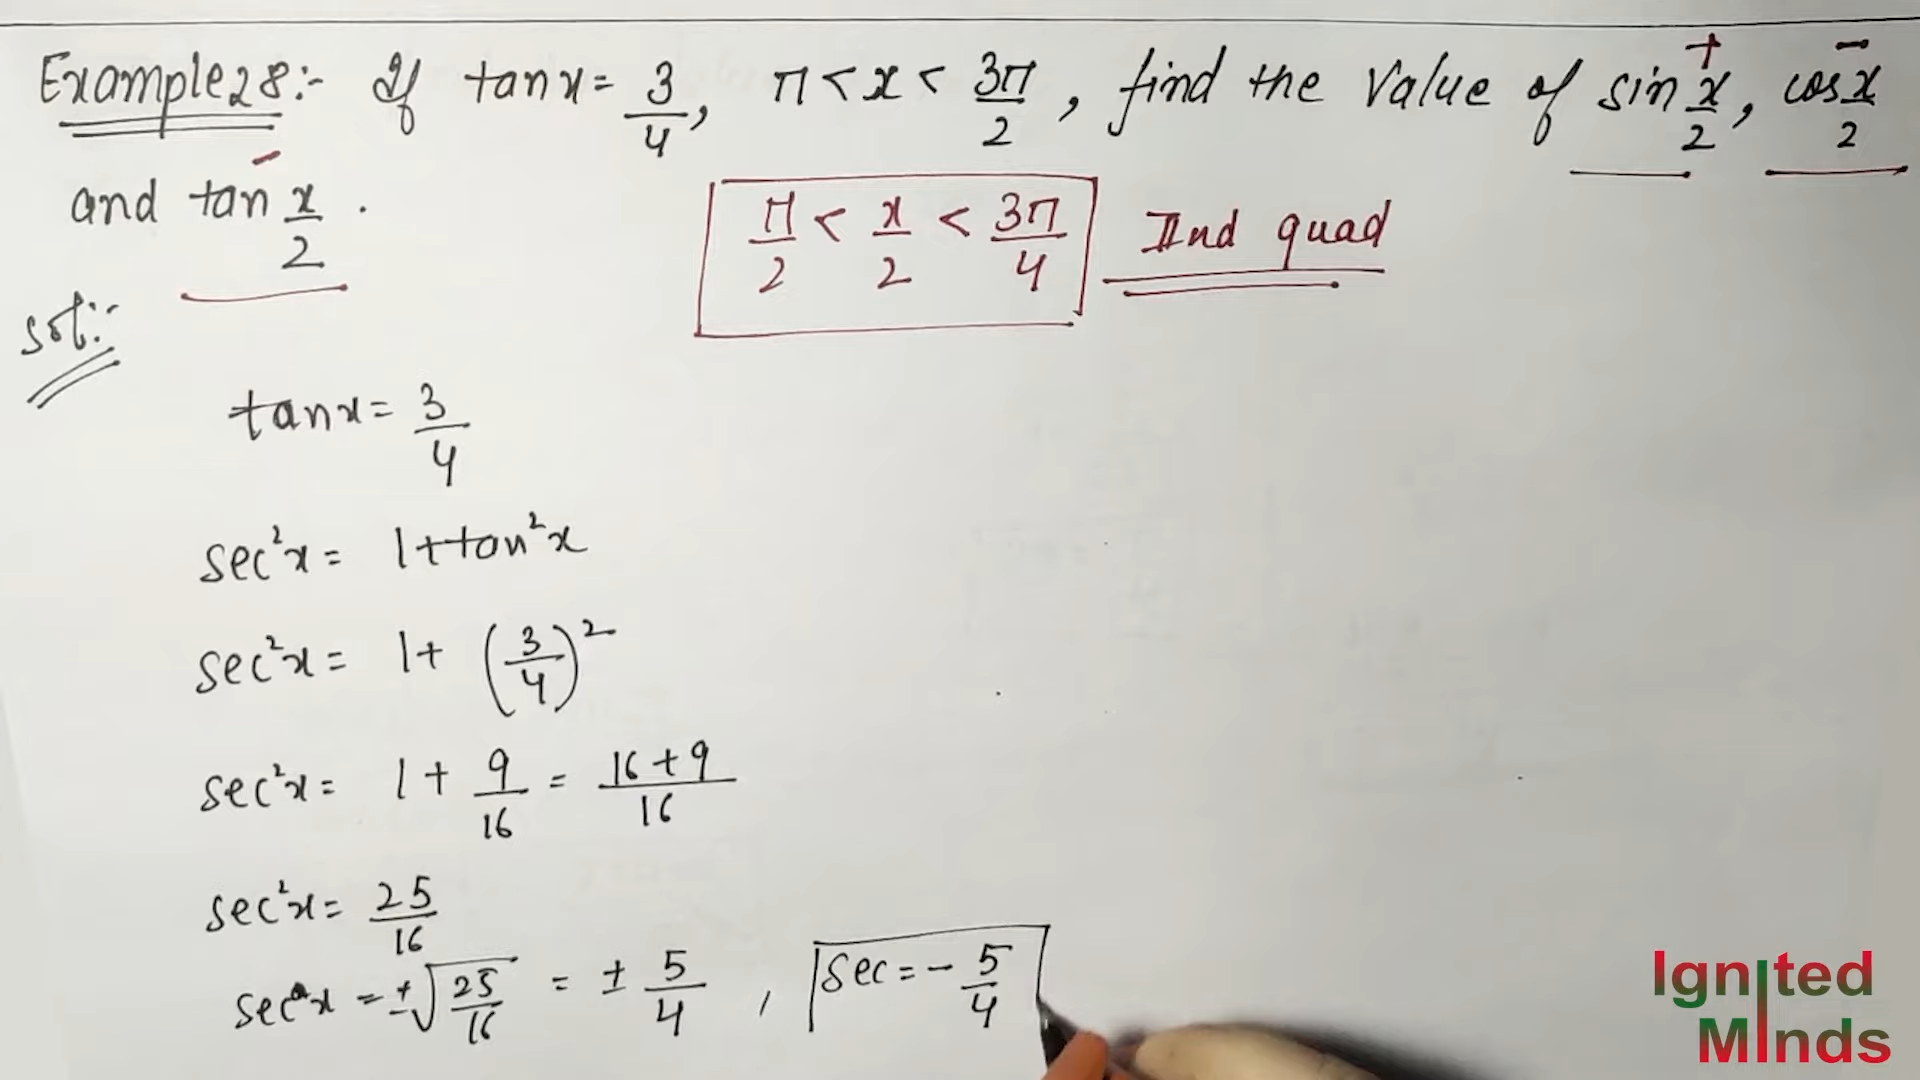 Example 28:- If tan x = 3/4, π < x < 3π/2, find the value of sin x/2, cos x/2
and tan x/2 .
π/2 < x/2 < 3π/4 IInd quad
Sol:-
tan x = 3/4
sec²x = 1+tan²x
sec²x = 1+ (3/4)²
sec²x = 1 + 9/16 = 16+9/16
sec²x = 25/16
sec x = ±√25/16 = ± 5/4 , sec = - 5/4
Ignited
Minds